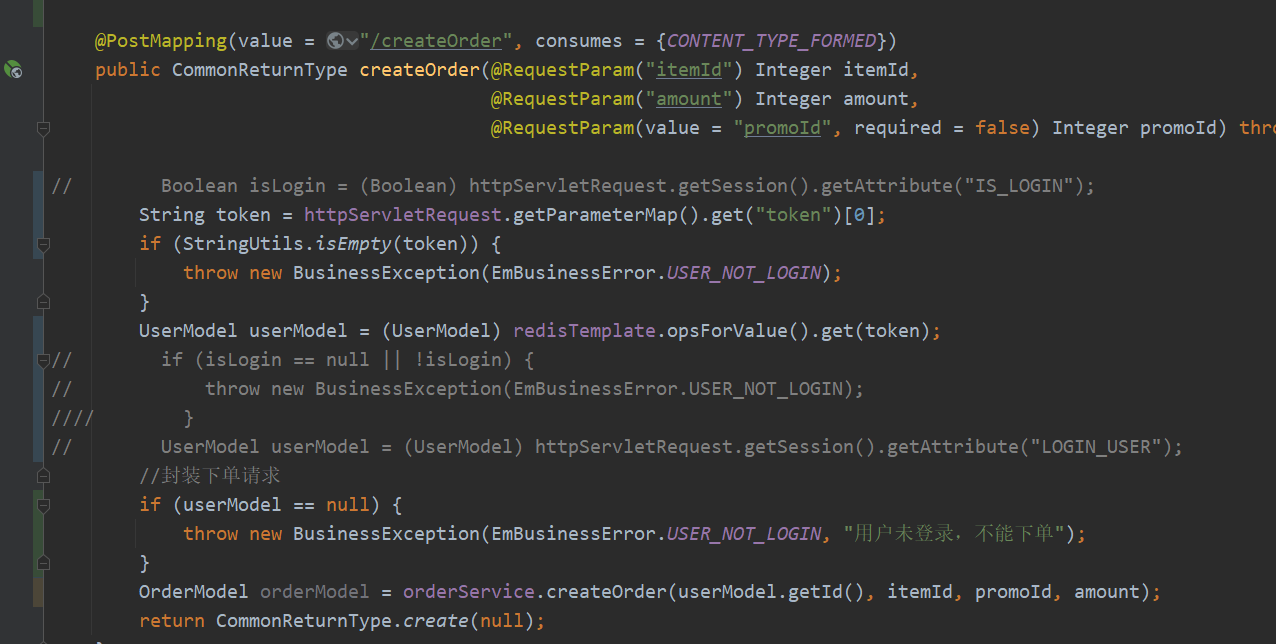 @PostMapping(value = "/createOrder", consumes = {CONTENT_TYPE_FORMED})
public CommonReturnType createOrder(@RequestParam("itemId") Integer itemId,
@RequestParam("amount") Integer amount,
@RequestParam(value = "promoId", required = false) Integer promoId) thro
// Boolean isLogin = (Boolean) httpServletRequest.getSession().getAttribute("IS_LOGIN");
String token = httpServletRequest.getParameterMap().get("token")[0];
if (StringUtils.isEmpty(token)) {
throw new BusinessException(EmBusinessError.USER_NOT_LOGIN);
}
UserModel userModel = (UserModel) redisTemplate.opsForValue().get(token);
// if (isLogin == null || !isLogin) {
// throw new BusinessException(EmBusinessError.USER_NOT_LOGIN);
//// }
// UserModel userModel = (UserModel) httpServletRequest.getSession().getAttribute("LOGIN_USER");
//封装下单请求
if (userModel == null) {
throw new BusinessException(EmBusinessError.USER_NOT_LOGIN, "用户未登录，不能下单");
}
OrderModel orderModel = orderService.createOrder(userModel.getId(), itemId, promoId, amount);
return CommonReturnType.create(null);